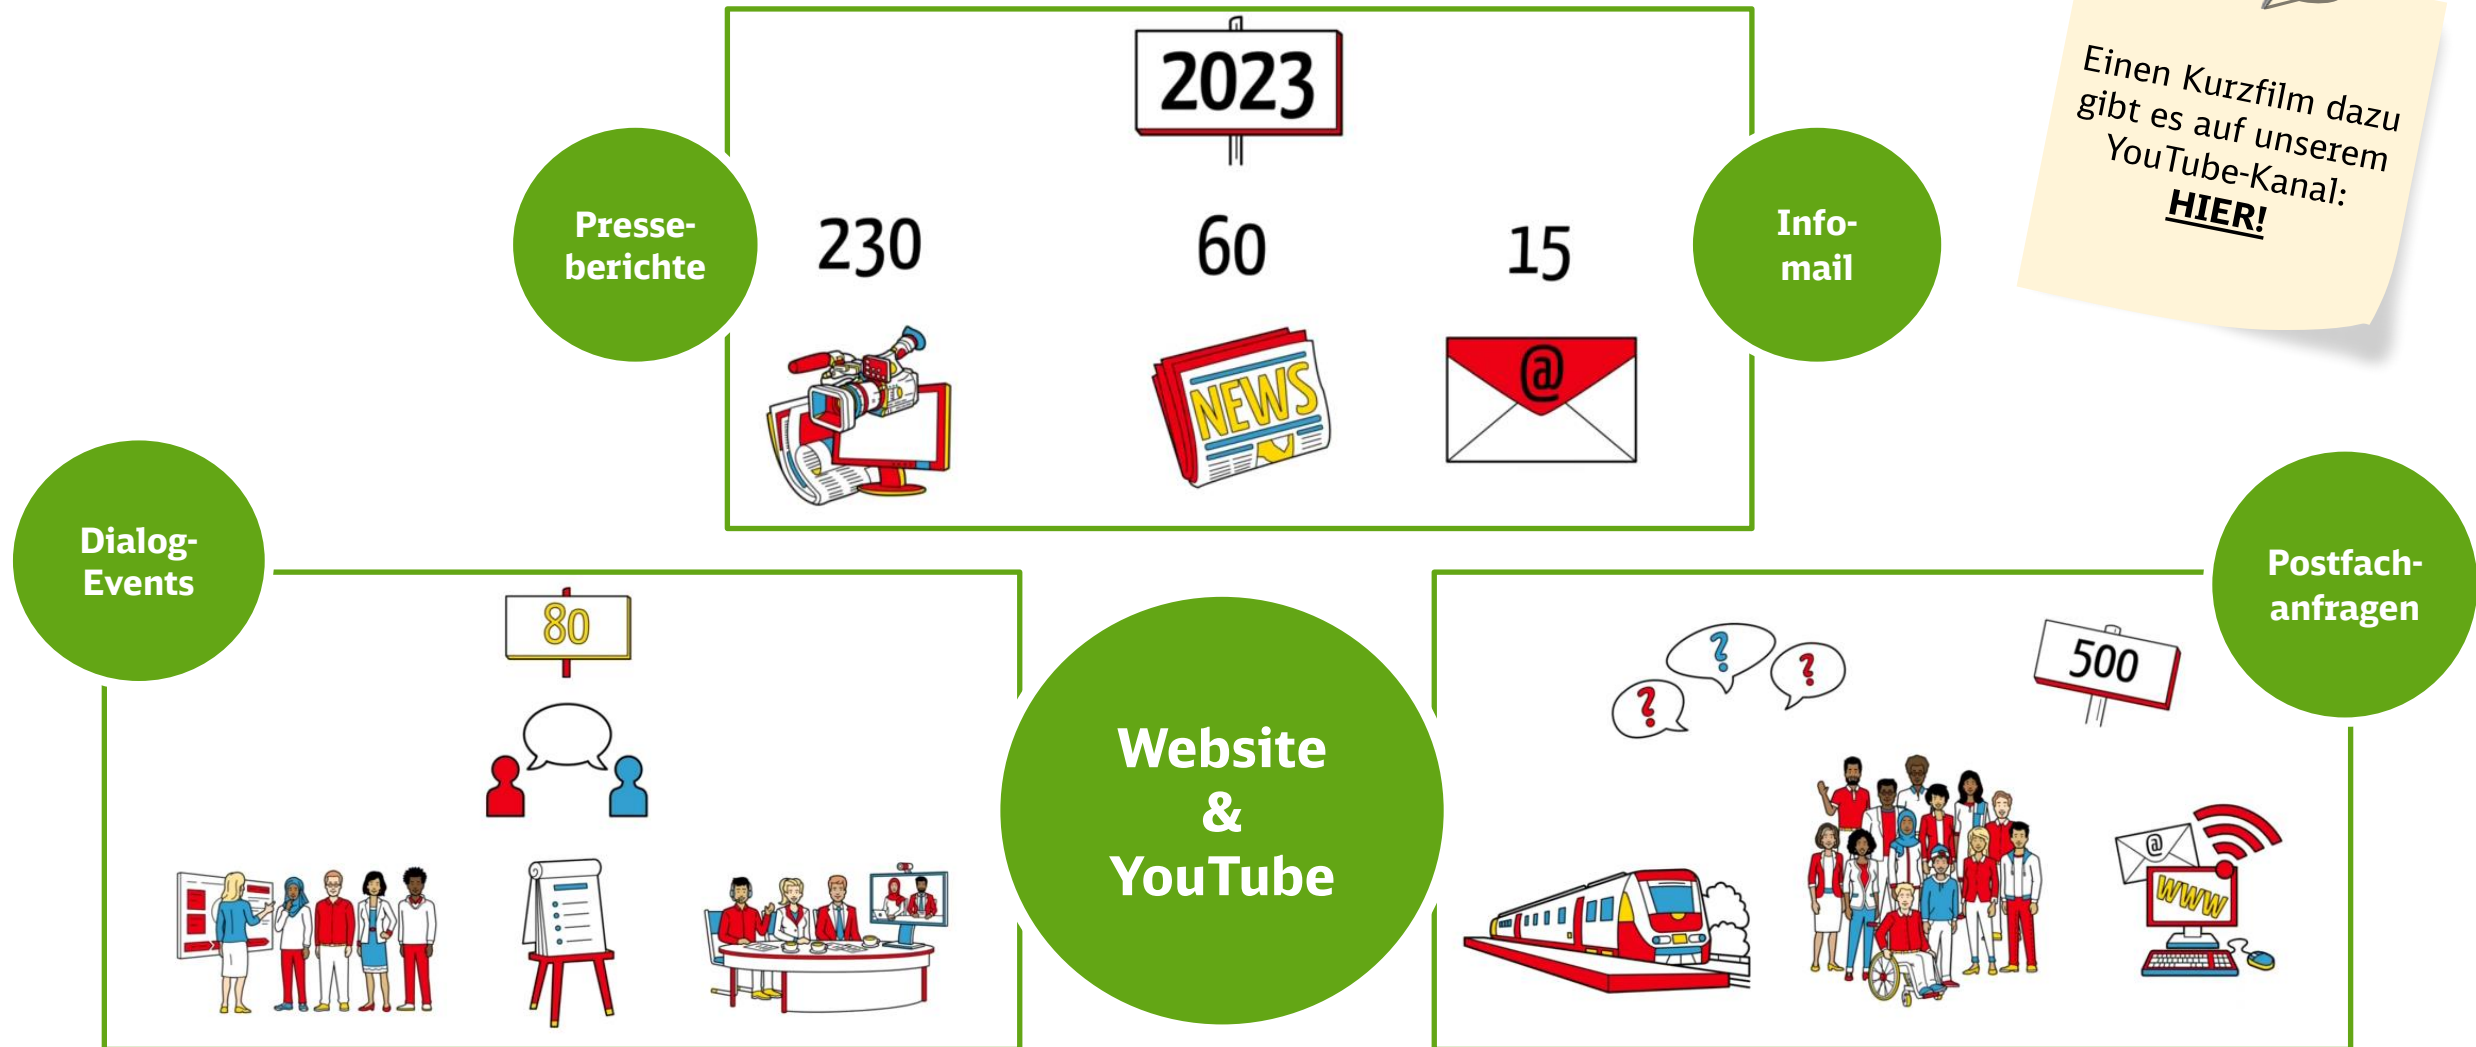 2023
Einen Kurzfilm dazu
gibt es auf unserem
YouTube-Kanal:
HIER!
Presse-
berichte
230
60
15
Info-
mail
@
NEWS
Dialog-
Events
80
Website
&
YouTube
Postfach-
anfragen
?
?
?
500
@
WWW